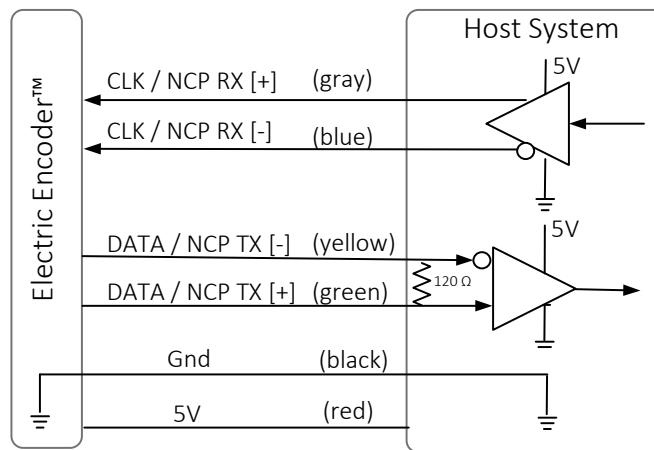 Host System
Electric Encoder™
5V
CLK / NCP RX [+] (gray)
CLK / NCP RX [-] (blue)
5V
DATA / NCP TX [-] (yellow)
120 Ω
DATA / NCP TX [+] (green)
Gnd (black)
5V (red)